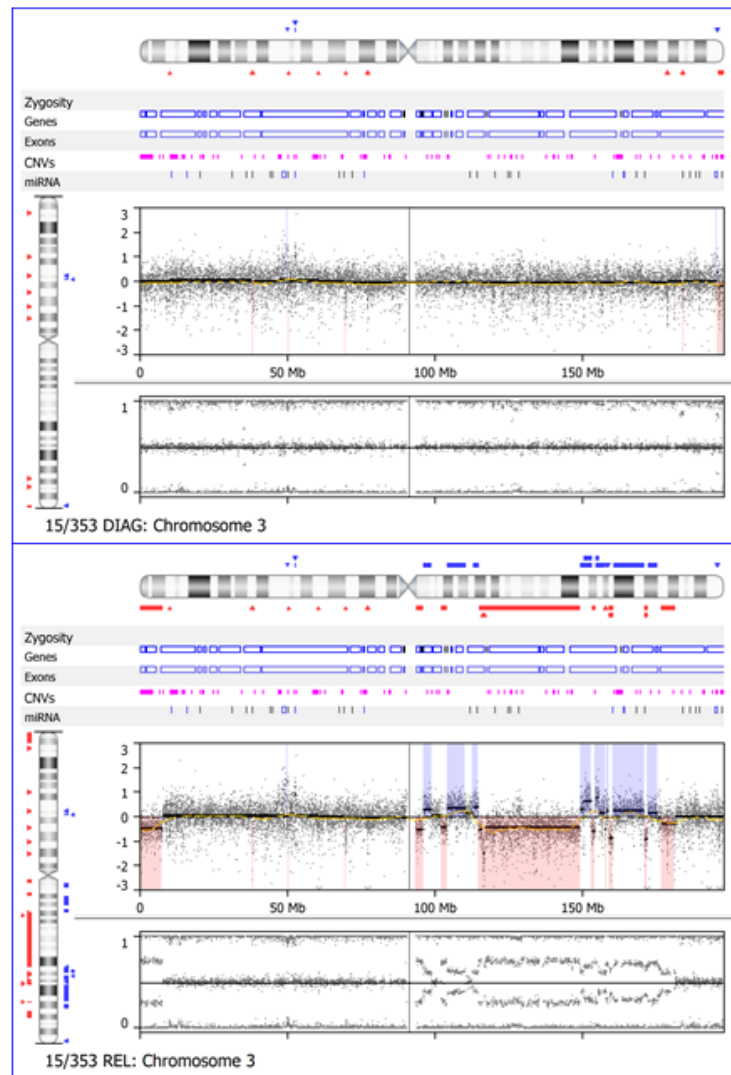 Zygosity
Genes
Exons
CNVs
miRNA
3
2
1
0
-1
-2
-3
0 50 Mb 100 Mb 150 Mb
1
0
15/353 DIAG: Chromosome 3
Zygosity
Genes
Exons
CNVs
miRNA
3
2
1
0
-1
-2
-3
0 50 Mb 100 Mb 150 Mb
1
0
15/353 REL: Chromosome 3